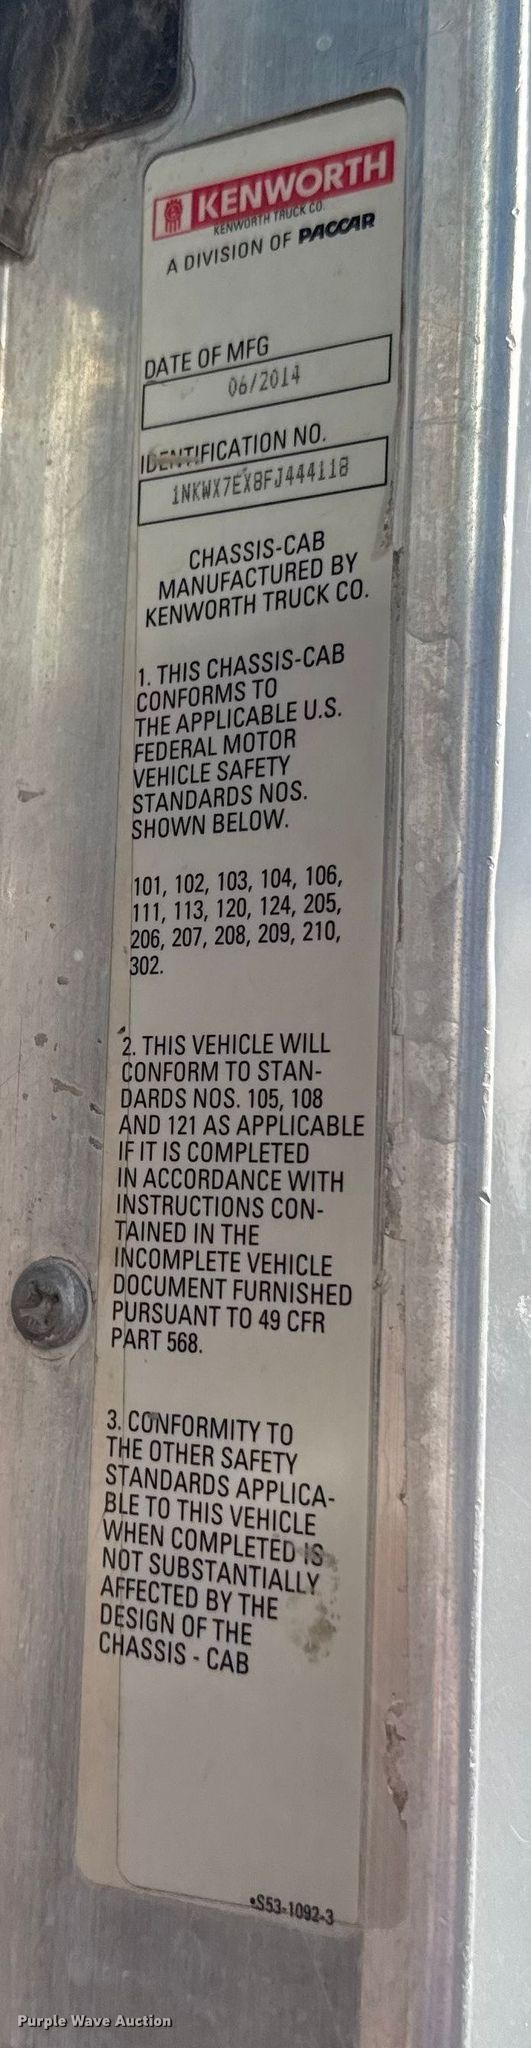 KENWORTH
KENWORTH TRUCK CO.
A DIVISION OF PACCAR
DATE OF MFG
06/2014
IDENTIFICATION NO.
1NKWX7EX8FJ444118
CHASSIS-CAB
MANUFACTURED BY
KENWORTH TRUCK CO.
1. THIS CHASSIS-CAB
CONFORMS TO
THE APPLICABLE U.S.
FEDERAL MOTOR
VEHICLE SAFETY
STANDARDS NOS.
SHOWN BELOW.
101, 102, 103, 104, 106,
111, 113, 120, 124, 205,
206, 207, 208, 209, 210,
302.
2. THIS VEHICLE WILL
CONFORM TO STAN-
DARDS NOS. 105, 108
AND 121 AS APPLICABLE
IF IT IS COMPLETED
IN ACCORDANCE WITH
INSTRUCTIONS CON-
TAINED IN THE
INCOMPLETE VEHICLE
DOCUMENT FURNISHED
PURSUANT TO 49 CFR
PART 568.
3. CONFORMITY TO
THE OTHER SAFETY
STANDARDS APPLICA-
BLE TO THIS VEHICLE
WHEN COMPLETED IS
NOT SUBSTANTIALLY
AFFECTED BY THE
DESIGN OF THE
CHASSIS - CAB
•S53-1092-3
Purple Wave Auction